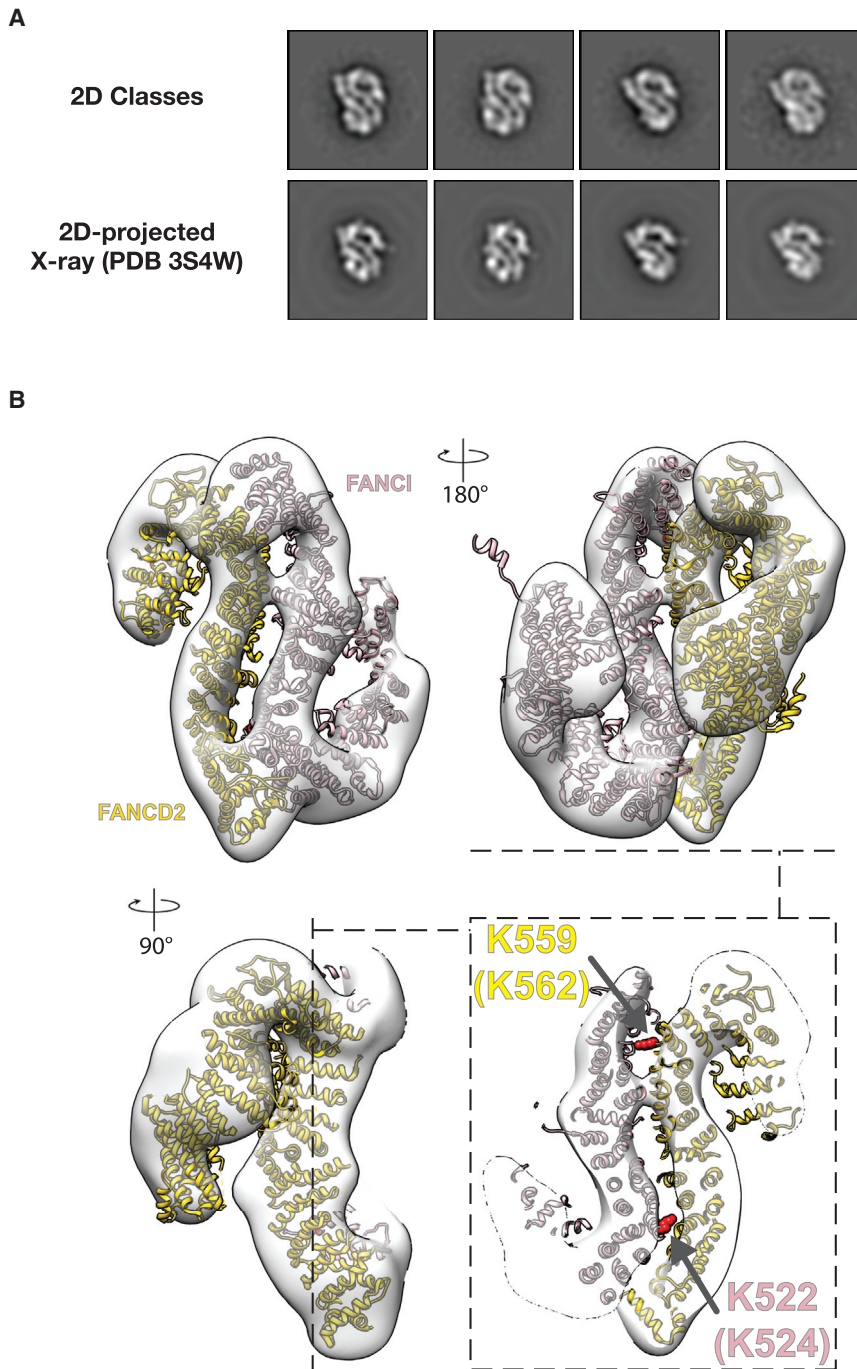 A
2D Classes
2D-projected
X-ray (PDB 3S4W)
B
FANCI
180°
FANCD2
90°
K559
(K562)
K522
(K524)